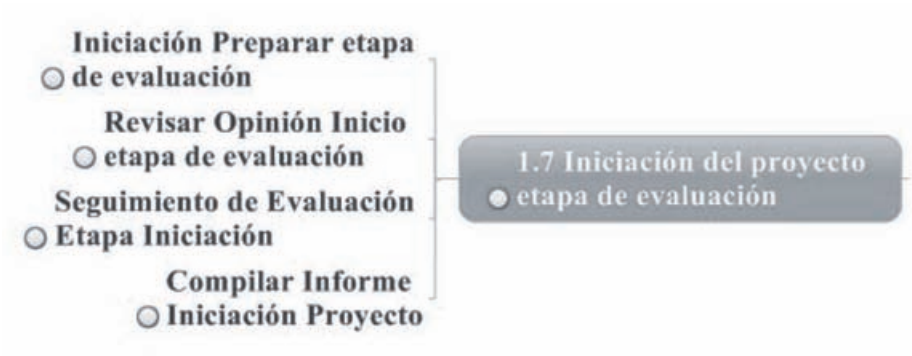 Iniciación Preparar etapa
de evaluación
Revisar Opinión Inicio
etapa de evaluación
Seguimiento de Evaluación
Etapa Iniciación
Compilar Informe
Iniciación Proyecto
1.7 Iniciación del proyecto
etapa de evaluación